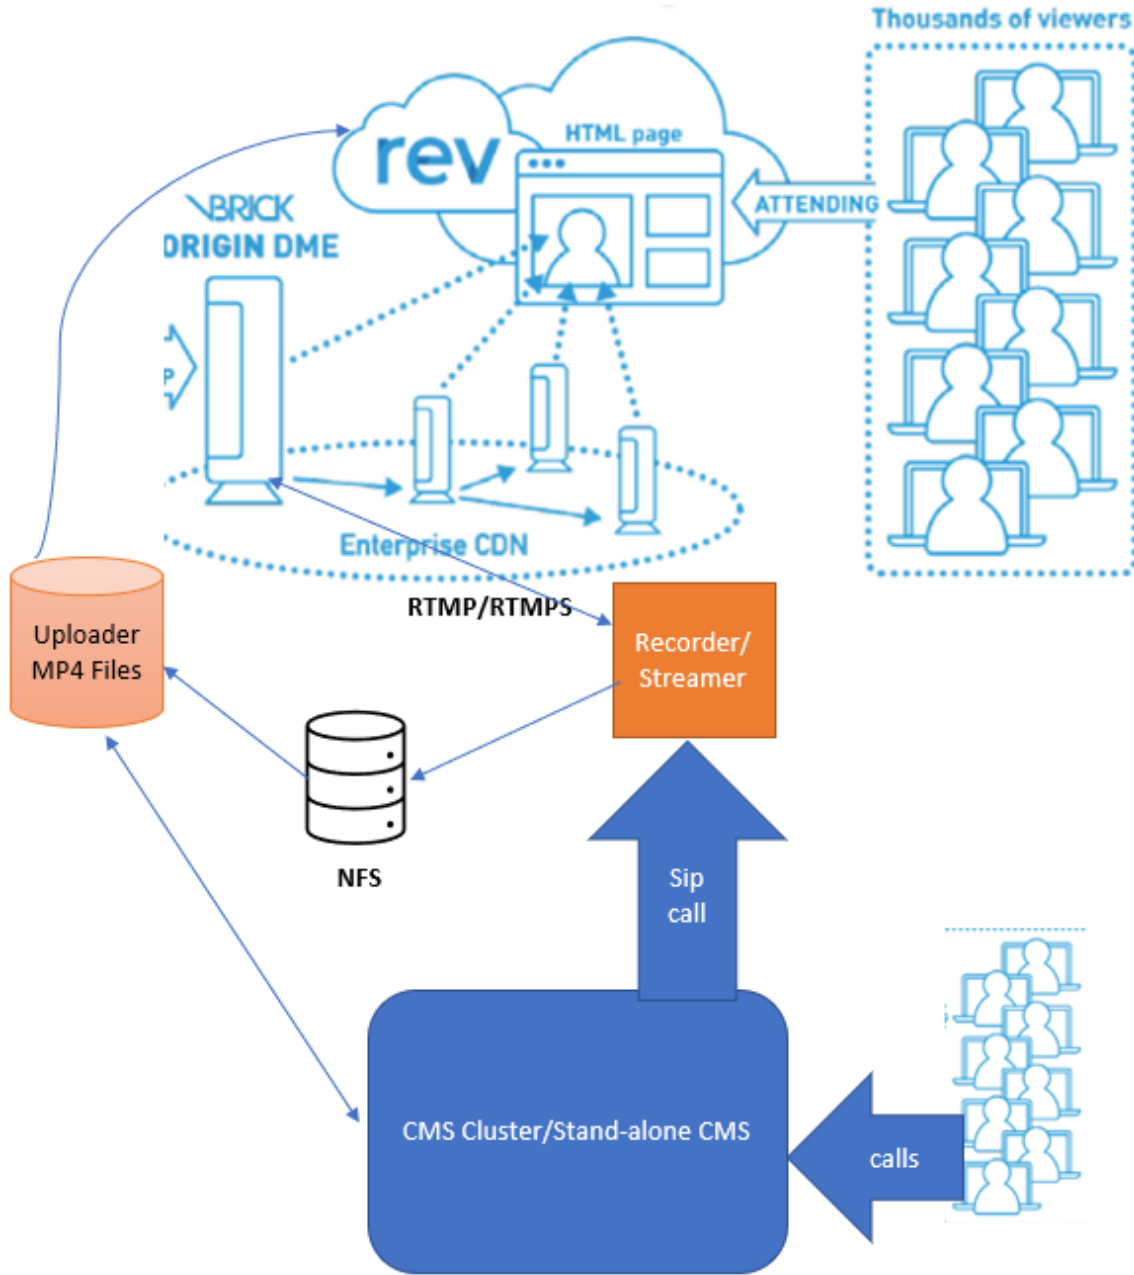 Thousands of viewers
HTML page
rev
ATTENDING
VBRICK
ORIGIN DME
P
Enterprise CDN
RTMP/RTMPS
Uploader
MP4 Files
Recorder/
Streamer
NFS
Sip
call
CMS Cluster/Stand-alone CMS
calls